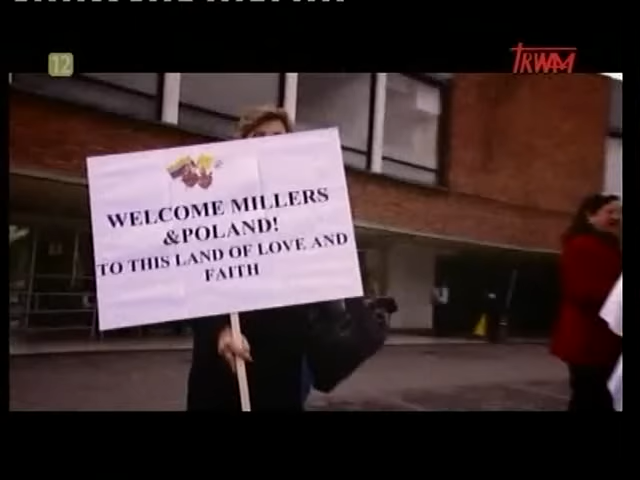 12
TRWAM
WELCOME MILLERS
&POLAND!
TO THIS LAND OF LOVE AND
FAITH